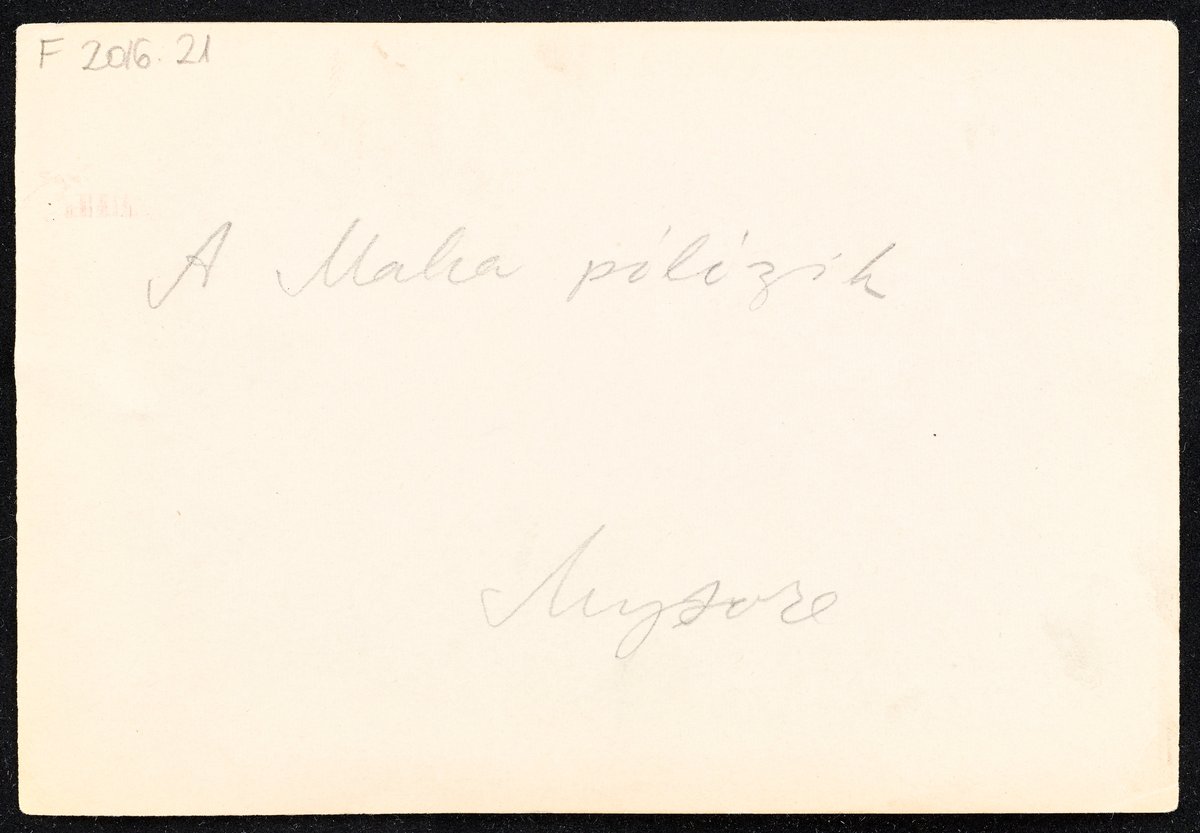 F 2016. 21
A Maha pólózik
Mysore